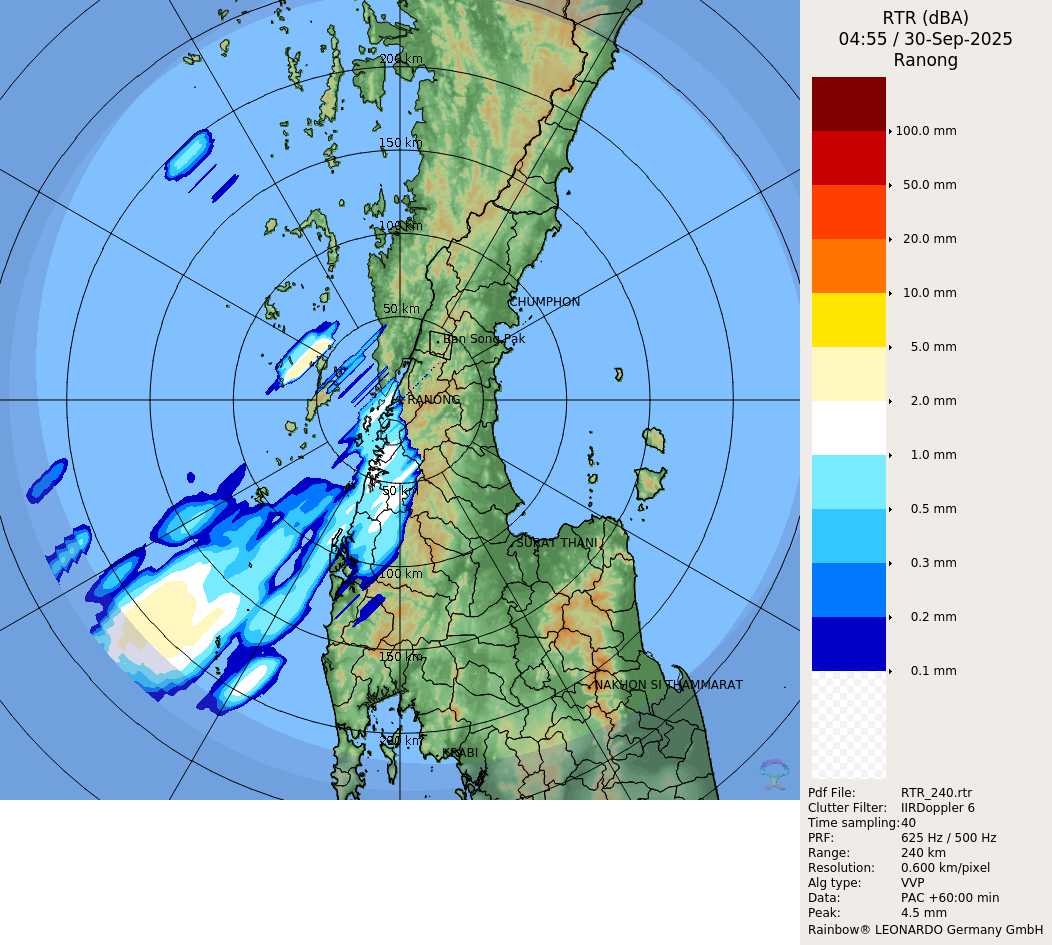 RTR (dBA)
04:55 / 30-Sep-2025
Ranong
200 km
150 km
100 km
50 km
CHUMPHON
Ban Song Pak
RANONG
50 km
SURAT THANI
100 km
150 km
NAKHON SI THAMMARAT
200 km
KRABI
100.0 mm
50.0 mm
20.0 mm
10.0 mm
5.0 mm
2.0 mm
1.0 mm
0.5 mm
0.3 mm
0.2 mm
0.1 mm
Pdf File: RTR_240.rtr
Clutter Filter: IIRDoppler 6
Time sampling:40
PRF: 625 Hz / 500 Hz
Range: 240 km
Resolution: 0.600 km/pixel
Alg type: VVP
Data: PAC +60:00 min
Peak: 4.5 mm
Rainbow® LEONARDO Germany GmbH